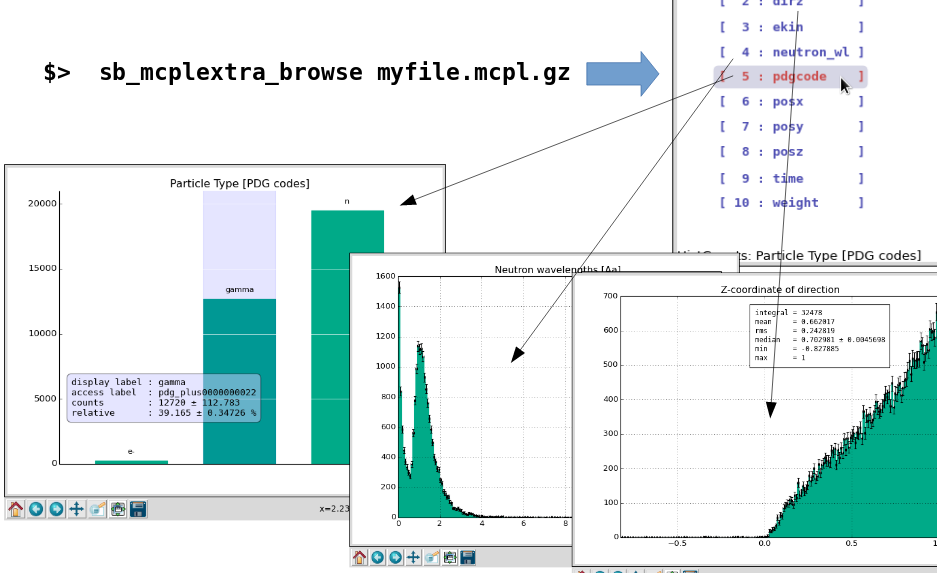 [ 2 : dirz ]
[ 3 : ekin ]
[ 4 : neutron_wl ]
[ 5 : pdgcode ]
[ 6 : posx ]
[ 7 : posy ]
[ 8 : posz ]
[ 9 : time ]
[ 10 : weight ]
$> sb_mcplextra_browse myfile.mcpl.gz
: Particle Type [PDG codes]
Particle Type [PDG codes]
20000
15000
10000
5000
0
n
gamma
e-
display label : gamma
access label : pdg_plus0000000022
counts : 12720 ± 112.783
relative : 39.165 ± 0.34726 %
x=2.23
Neutron wavelengths [Aa]
1600
1400
1200
1000
800
600
400
200
0
0 2 4 6 8
Z-coordinate of direction
700
600
500
400
300
200
100
0
−0.5 0.0 0.5
integral = 32478
mean = 0.662017
rms = 0.242819
median = 0.702981 ± 0.0045698
min = -0.827885
max = 1